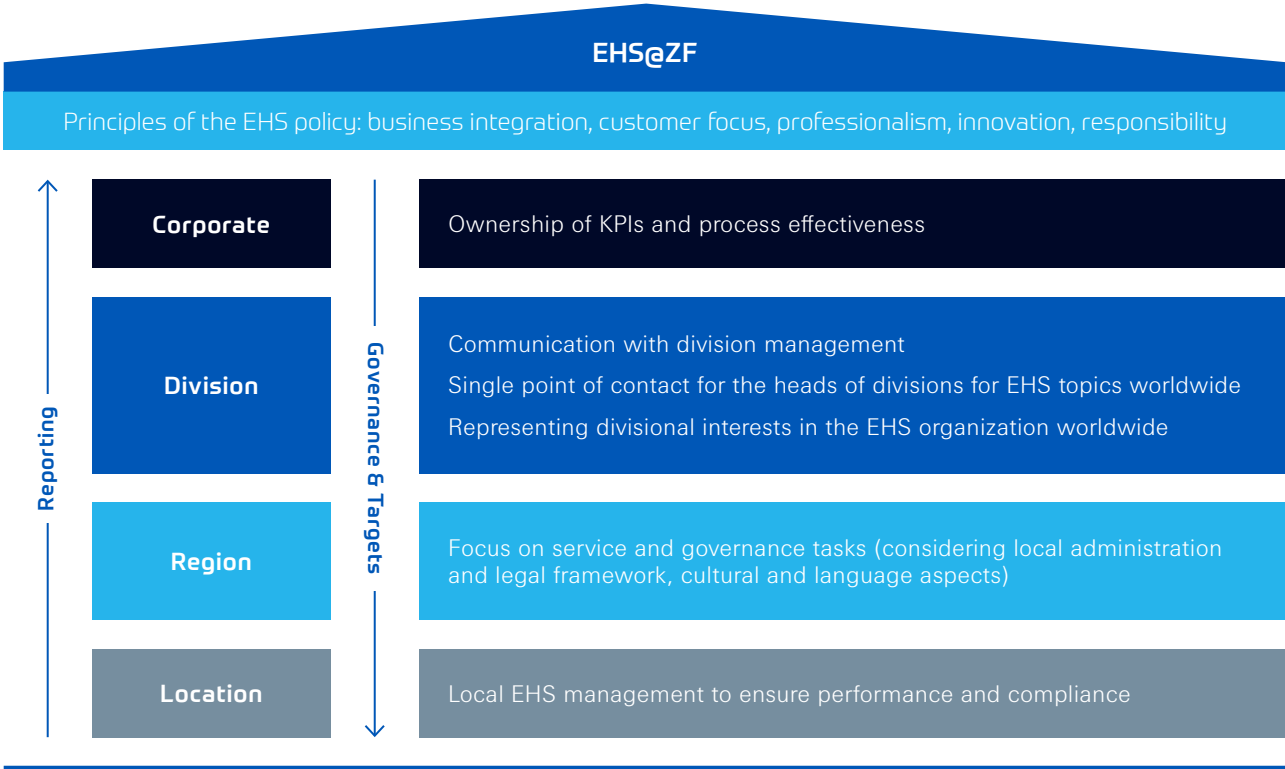 EHS@ZF
Principles of the EHS policy: business integration, customer focus, professionalism, innovation, responsibility
Reporting
Governance & Targets
Corporate
Ownership of KPIs and process effectiveness
Division
Communication with division management
Single point of contact for the heads of divisions for EHS topics worldwide
Representing divisional interests in the EHS organization worldwide
Region
Focus on service and governance tasks (considering local administration
and legal framework, cultural and language aspects)
Location
Local EHS management to ensure performance and compliance